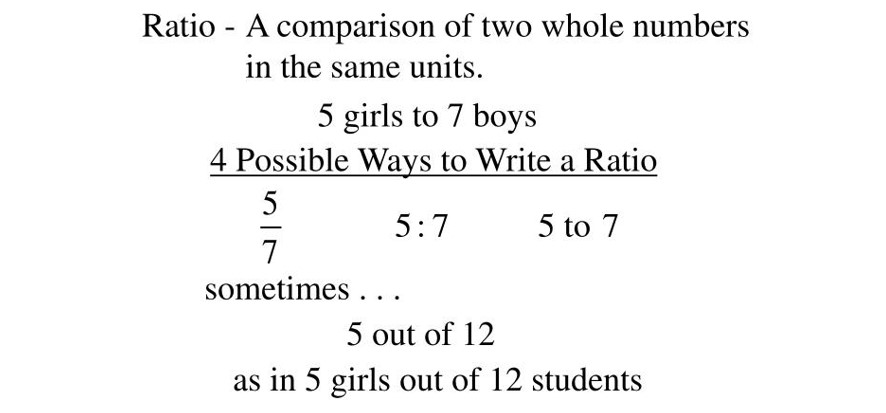 Ratio - A comparison of two whole numbers
in the same units.
5 girls to 7 boys
4 Possible Ways to Write a Ratio
5/7 5:7 5 to 7
sometimes . . .
5 out of 12
as in 5 girls out of 12 students